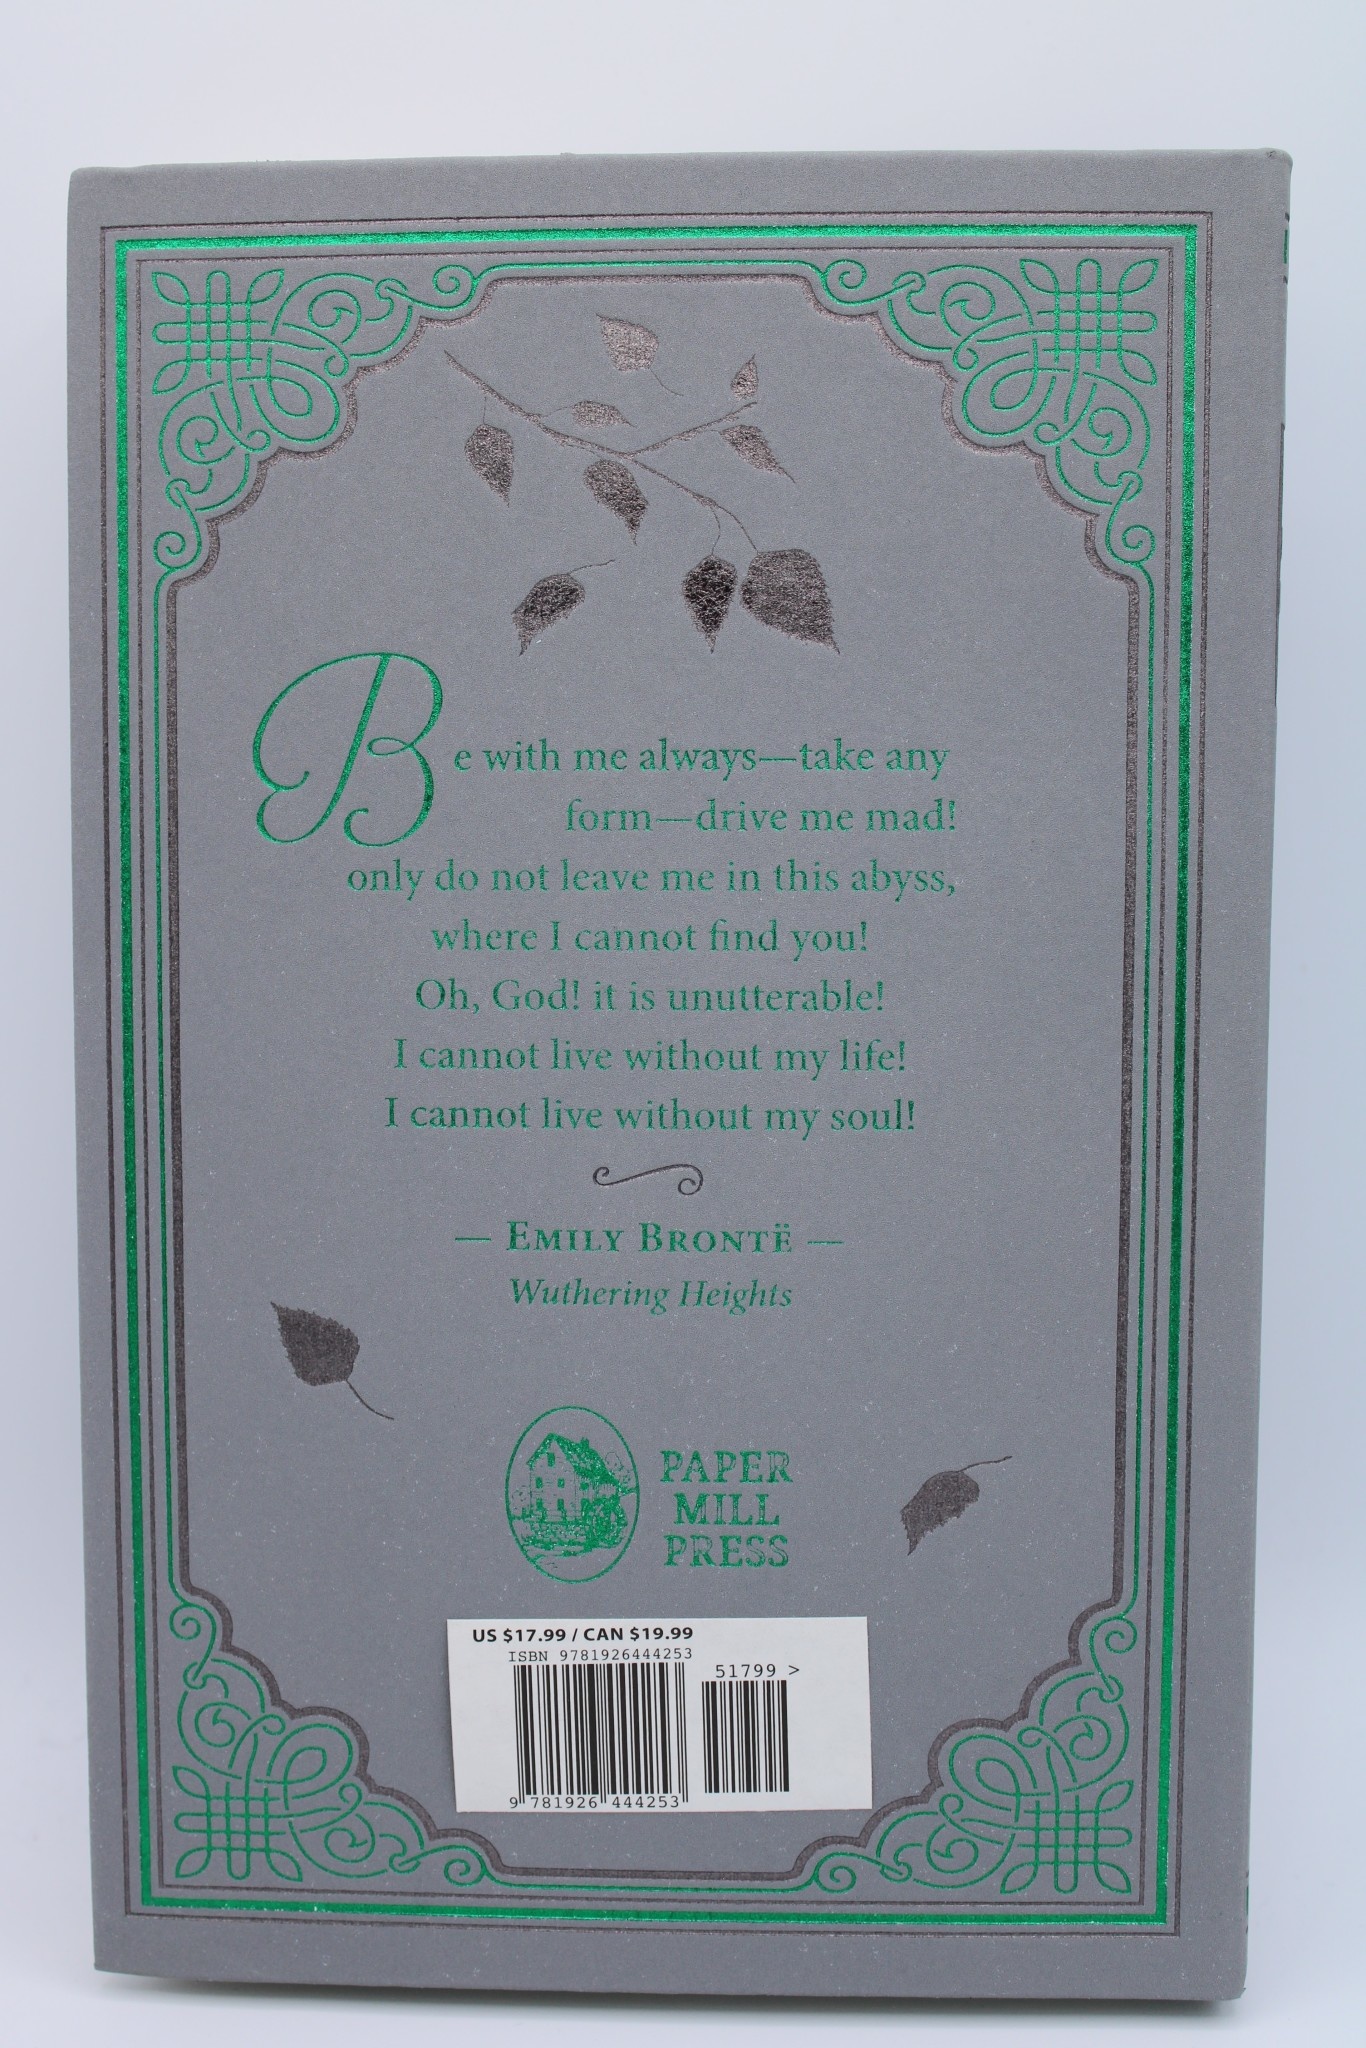 Be with me always—take any
form—drive me mad!
only do not leave me in this abyss,
where I cannot find you!
Oh, God! it is unutterable!
I cannot live without my life!
I cannot live without my soul!
— EMILY BRONTË —
Wuthering Heights
PAPER
MILL
PRESS
US $17.99 / CAN $19.99
ISBN 9781926444253
51799 >
9 781926 444253